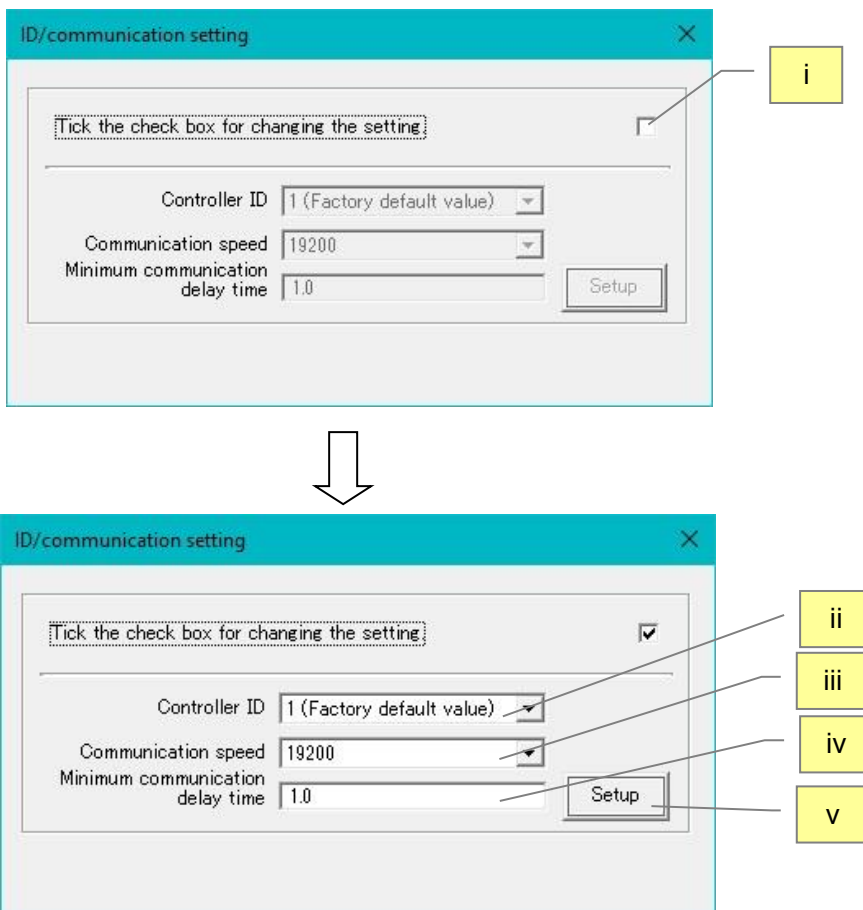 ID/communication setting
i
Tick the check box for changing the setting.
Controller ID 1 (Factory default value)
Communication speed 19200
Minimum communication
delay time 1.0
Setup
ID/communication setting
Tick the check box for changing the setting.
ii
iii
Controller ID 1 (Factory default value)
Communication speed 19200
iv
Minimum communication
delay time 1.0
Setup
v